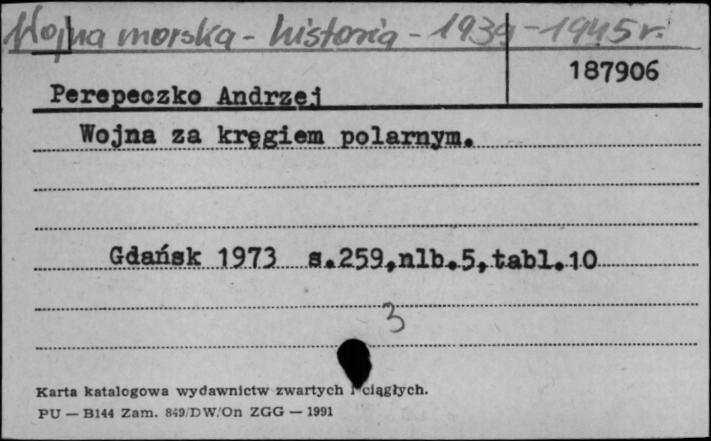 Wojna morska - historia - 1939 - 1945 r.
187906
Perepeczko Andrzej
Wojna za kręgiem polarnym.
Gdańsk 1973 s.259,nlb.5,tabl.10
3
Karta katalogowa wydawnictw zwartych i ciągłych.
PU — B144 Zam. 849/DW/On ZGG — 1991